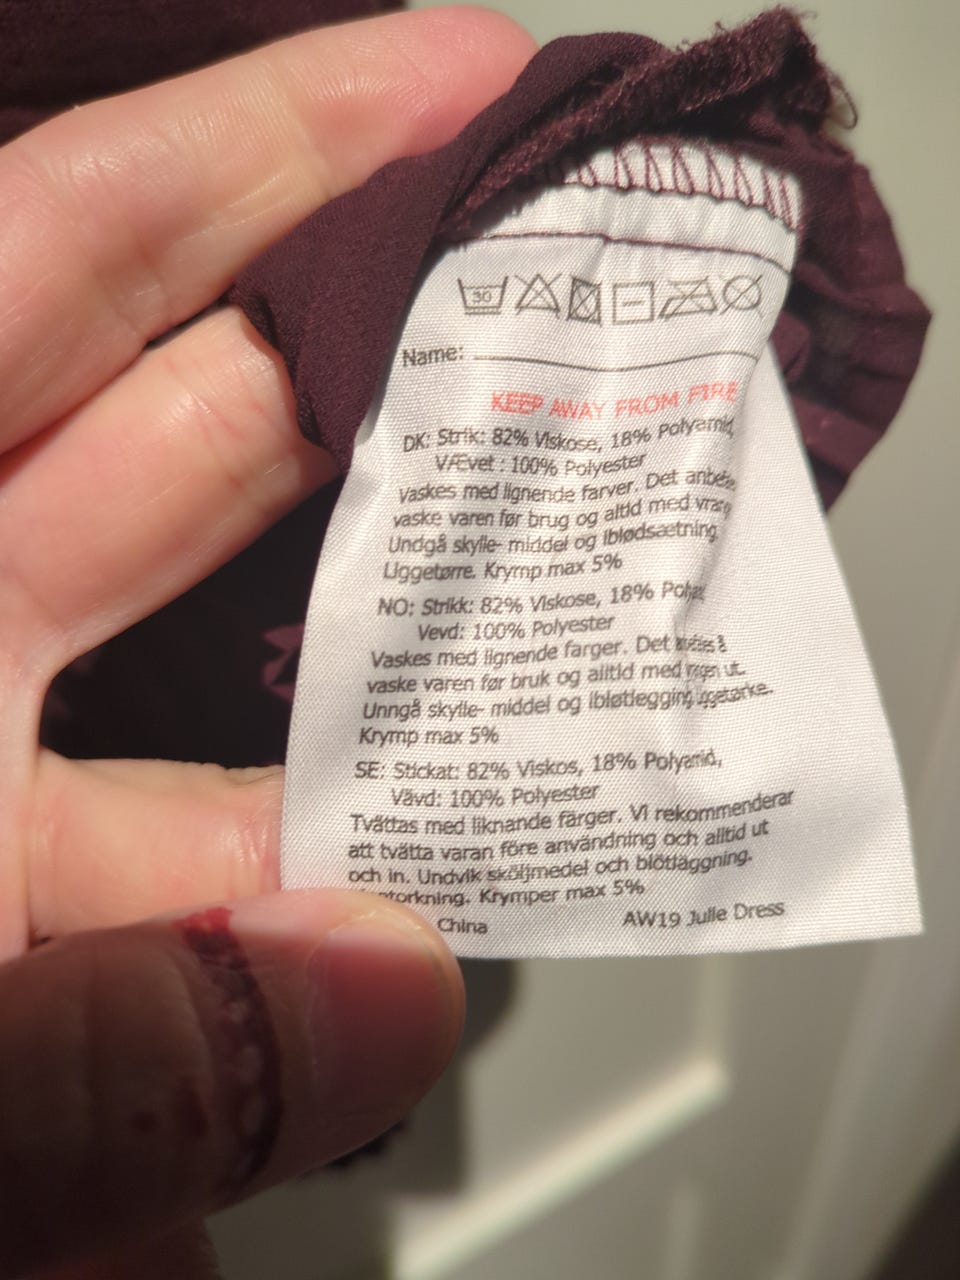 30
Name:
KEEP AWAY FROM FIRE
DK: Strik: 82% Viskose, 18% Polyamid,
VÆvet : 100% Polyester
Vaskes med lignende farver. Det
vaske varen før brug og altid med
Undgå skylle- middel og Iblødsætning.
Liggetørre. Krymp max 5%
NO: Strikk: 82% Viskose, 18%
Vevd: 100% Polyester
Vaskes med lignende farger. Det
vaske varen før bruk og alltid med vrangen ut.
Unngå skylle- middel og Ibløtlegging Liggetørke.
Krymp max 5%
SE: Stickat: 82% Viskos, 18% Polyamid,
Vävd: 100% Polyester
Tvättas med liknande färger. Vi rekommenderar
att tvätta varan före användning och alltid ut
och in. Undvik sköljmedel och blötläggning.
Krymper max 5%
China
AW19 Julie Dress